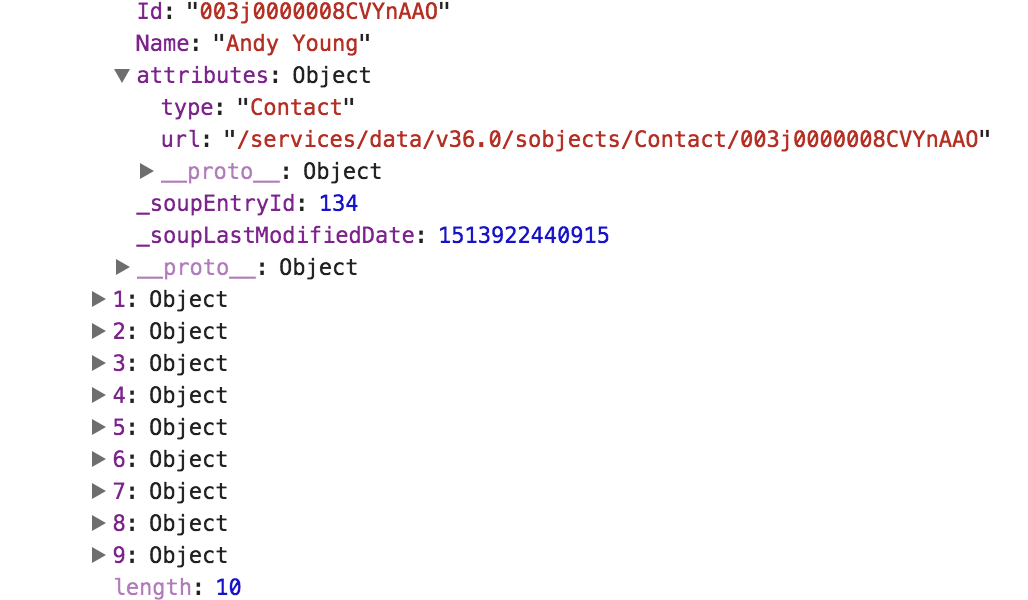 Id: "003j0000008CVYnAAO"
Name: "Andy Young"
▼attributes: Object
type: "Contact"
url: "/services/data/v36.0/sobjects/Contact/003j0000008CVYnAAO"
▶__proto__: Object
_soupEntryId: 134
_soupLastModifiedDate: 1513922440915
▶__proto__: Object
▶1: Object
▶2: Object
▶3: Object
▶4: Object
▶5: Object
▶6: Object
▶7: Object
▶8: Object
▶9: Object
length: 10